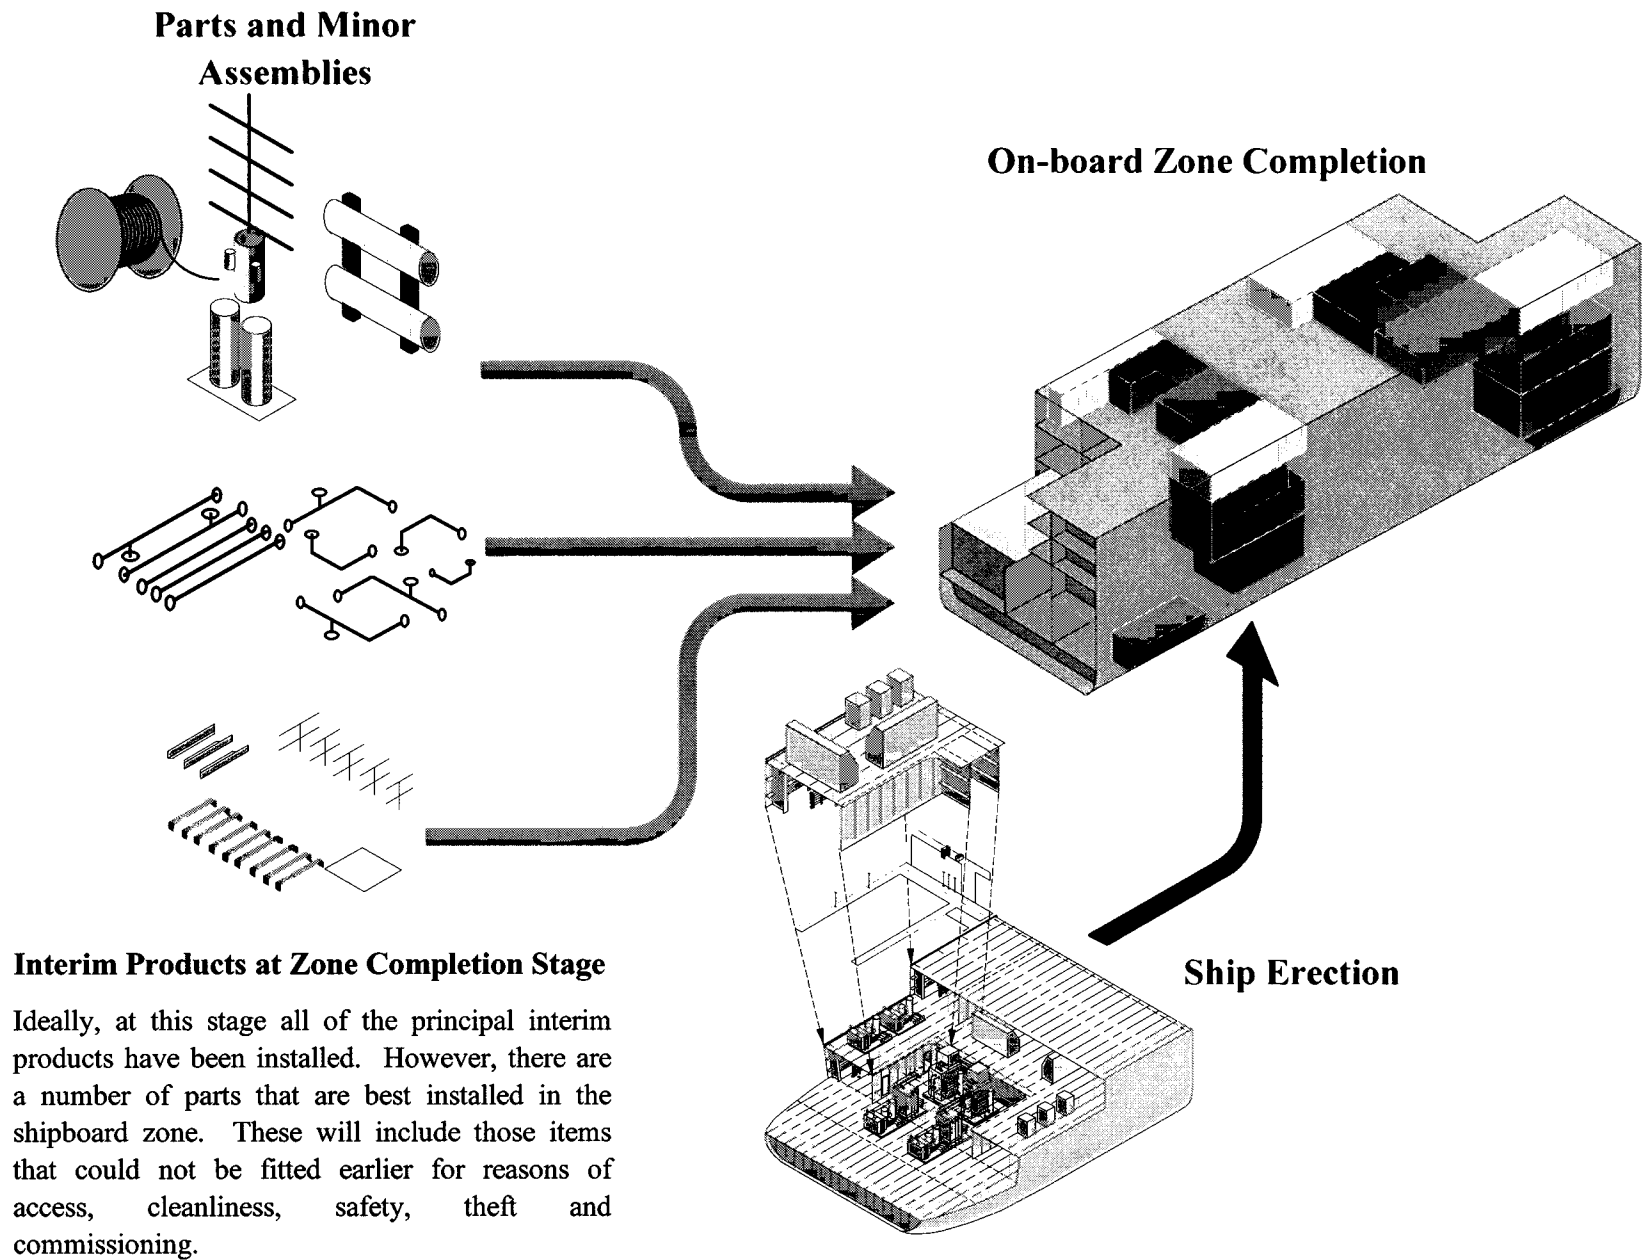 Parts and Minor
Assemblies
On-board Zone Completion
Ship Erection
Interim Products at Zone Completion Stage
Ideally, at this stage all of the principal interim
products have been installed. However, there are
a number of parts that are best installed in the
shipboard zone. These will include those items
that could not be fitted earlier for reasons of
access, cleanliness, safety, theft and
commissioning.